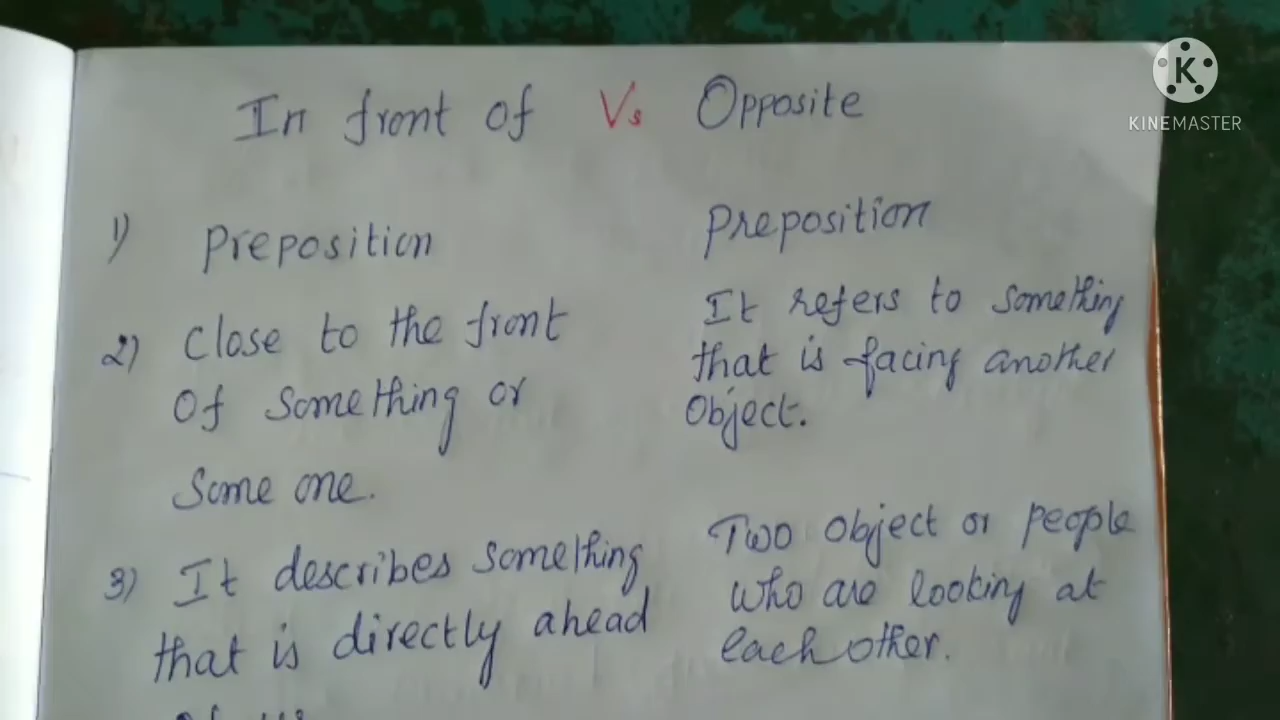 In front of Vs Opposite
KINEMASTER
1) Preposition
Preposition
2) Close to the front
Of Something or
Some one.
It refers to something
that is facing another
Object.
3) It describes something
that is directly ahead
of us
Two Object or people
who are looking at
each other.